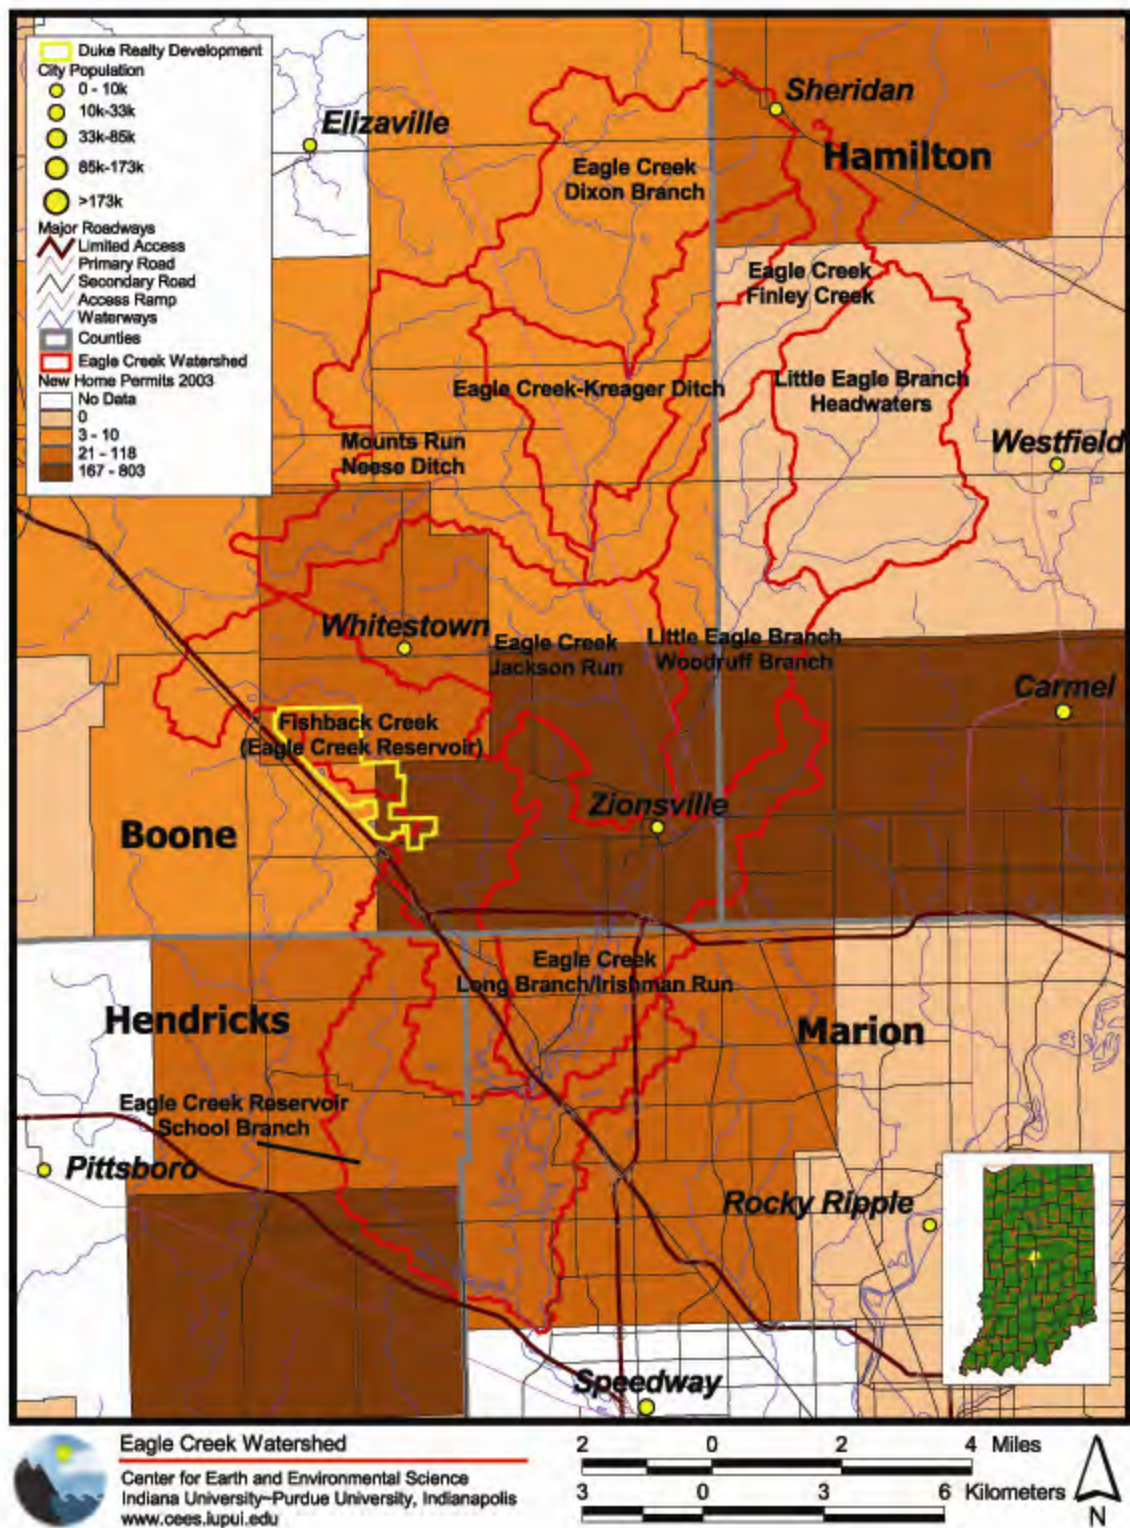 Duke Realty Development
City Population
0 - 10k
10k-33k
33k-85k
85k-173k
>173k
Major Roadways
Limited Access
Primary Road
Secondary Road
Access Ramp
Waterways
Counties
Eagle Creek Watershed
New Home Permits 2003
No Data
0
3 - 10
21 - 118
167 - 803
Elizaville
Sheridan
Hamilton
Eagle Creek
Dixon Branch
Eagle Creek
Finley Creek
Eagle Creek-Kreager Ditch
Little Eagle Branch
Headwaters
Mounts Run
Neese Ditch
Westfield
Whitestown
Eagle Creek
Jackson Run
Little Eagle Branch
Woodruff Branch
Carmel
Fishback Creek
(Eagle Creek Reservoir)
Zionsville
Boone
Eagle Creek
Long Branch/Irishman Run
Hendricks
Marion
Eagle Creek Reservoir
School Branch
Pittsboro
Rocky Ripple
Speedway
Eagle Creek Watershed
Center for Earth and Environmental Science
Indiana University~Purdue University, Indianapolis
www.cees.iupui.edu
2 0 2 4 Miles
3 0 3 6 Kilometers
N